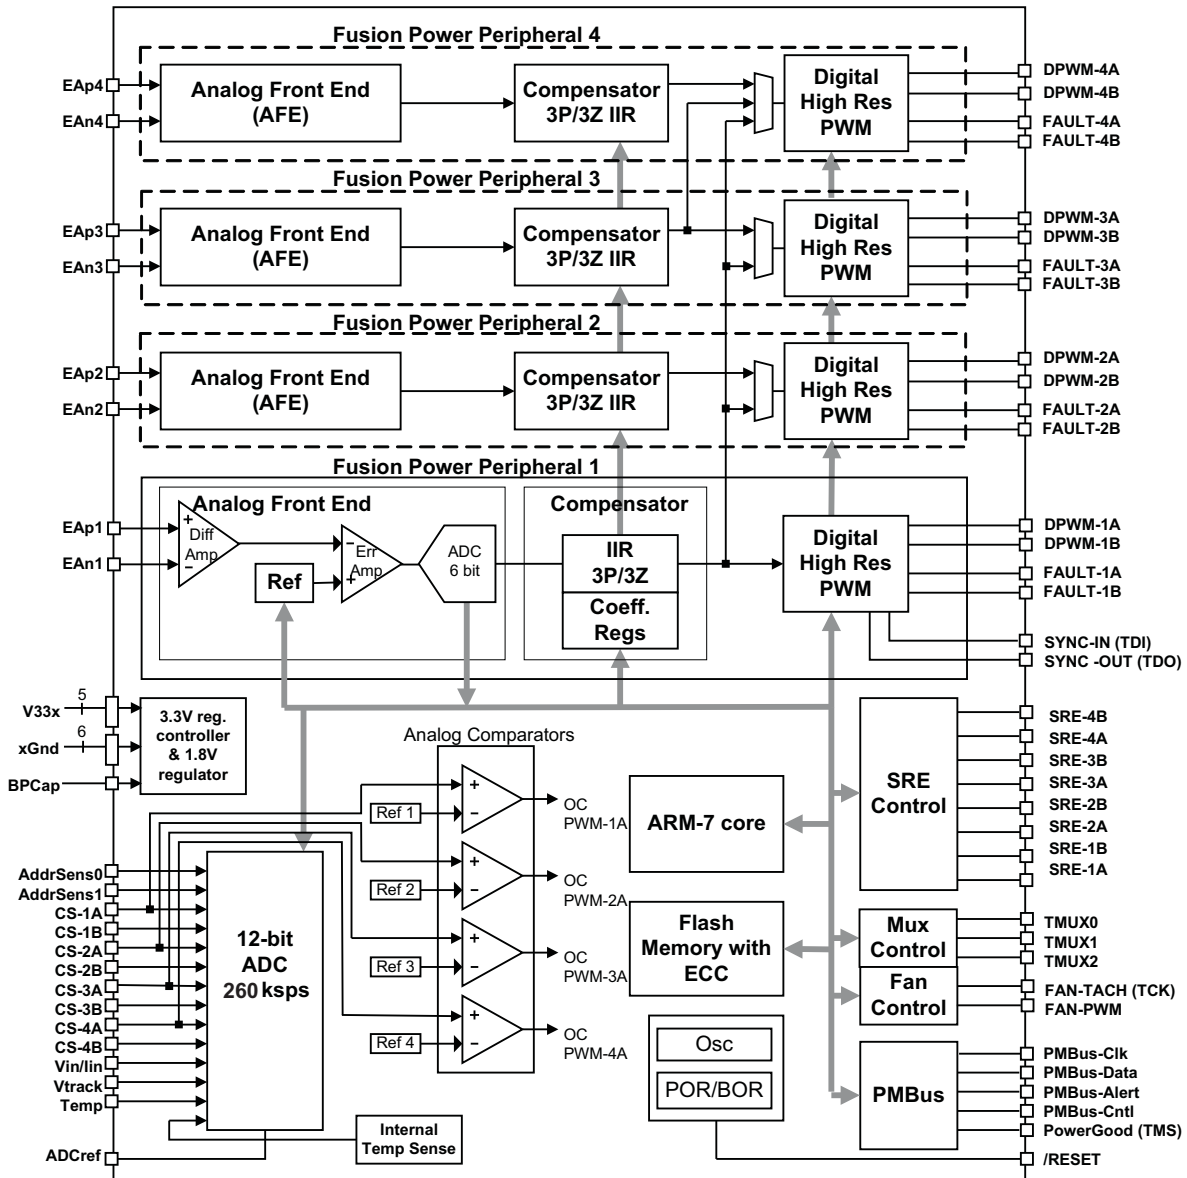 Fusion Power Peripheral 4
EAp4
EAn4
Analog Front End
(AFE)
Compensator
3P/3Z IIR
Digital
High Res
PWM
DPWM-4A
DPWM-4B
FAULT-4A
FAULT-4B
Fusion Power Peripheral 3
EAp3
EAn3
Analog Front End
(AFE)
Compensator
3P/3Z IIR
Digital
High Res
PWM
DPWM-3A
DPWM-3B
FAULT-3A
FAULT-3B
Fusion Power Peripheral 2
EAp2
EAn2
Analog Front End
(AFE)
Compensator
3P/3Z IIR
Digital
High Res
PWM
DPWM-2A
DPWM-2B
FAULT-2A
FAULT-2B
Fusion Power Peripheral 1
EAp1
EAn1
Analog Front End
+
Diff
Amp
−
Ref
−
Err
Amp
+
ADC
6 bit
Compensator
IIR
3P/3Z
Coeff.
Regs
Digital
High Res
PWM
DPWM-1A
DPWM-1B
FAULT-1A
FAULT-1B
SYNC-IN (TDI)
SYNC -OUT (TDO)
V33x
5
xGnd
6
BPCap
3.3V reg.
controller
& 1.8V
regulator
Analog Comparators
Ref 1
+
−
OC
PWM-1A
Ref 2
+
−
OC
PWM-2A
Ref 3
+
−
OC
PWM-3A
Ref 4
+
−
OC
PWM-4A
ARM-7 core
Flash
Memory with
ECC
Osc
POR/BOR
SRE
Control
SRE-4B
SRE-4A
SRE-3B
SRE-3A
SRE-2B
SRE-2A
SRE-1B
SRE-1A
Mux
Control
TMUX0
TMUX1
TMUX2
Fan
Control
FAN-TACH (TCK)
FAN-PWM
PMBus
PMBus-Clk
PMBus-Data
PMBus-Alert
PMBus-Cntl
PowerGood (TMS)
/RESET
AddrSens0
AddrSens1
CS-1A
CS-1B
CS-2A
CS-2B
CS-3A
CS-3B
CS-4A
CS-4B
Vin/Iin
Vtrack
Temp
ADCref
12-bit
ADC
260 ksps
Internal
Temp Sense